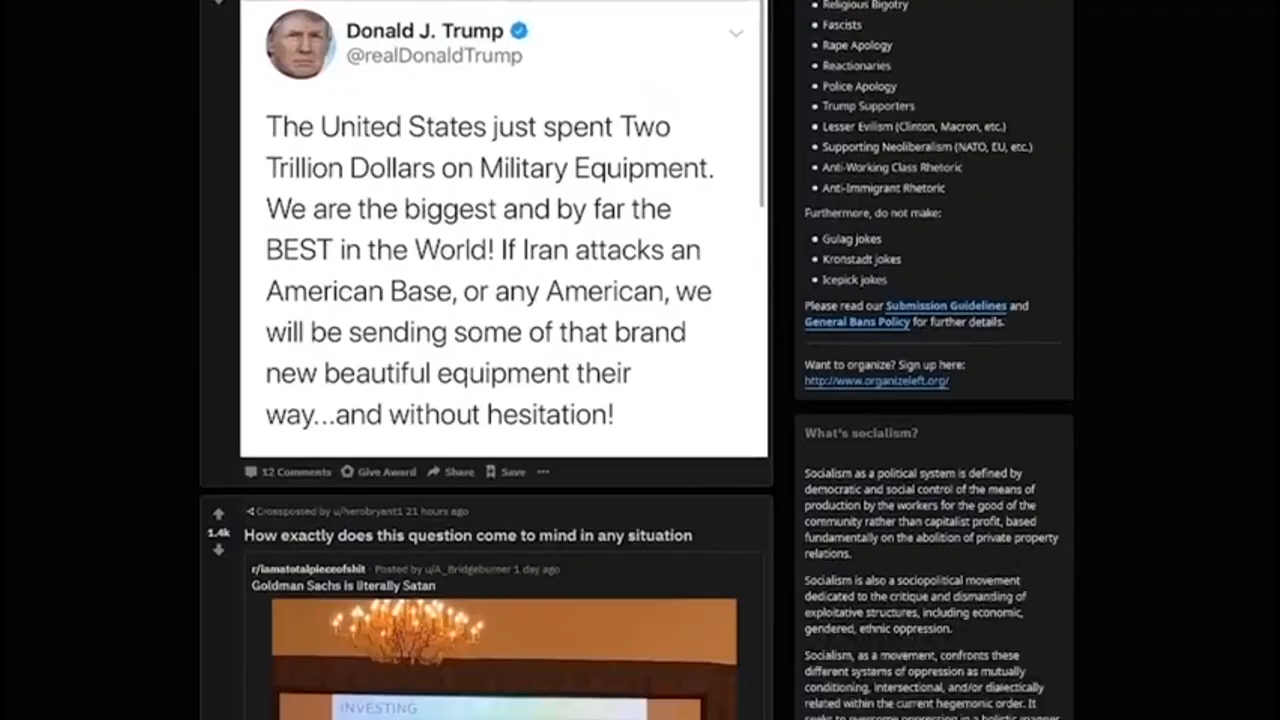 Donald J. Trump
@realDonaldTrump
The United States just spent Two
Trillion Dollars on Military Equipment.
We are the biggest and by far the
BEST in the World! If Iran attacks an
American Base, or any American, we
will be sending some of that brand
new beautiful equipment their
way...and without hesitation!
12 Comments Give Award Share Save ...
Crossposted by u/herobryant1 21 hours ago
1.4k
How exactly does this question come to mind in any situation
r/iamatotalpieceofshit · Posted by u/A_Bridgeburner 1 day ago
Goldman Sachs is literally Satan
INVESTING
• Religious Bigotry
• Fascists
• Rape Apology
• Reactionaries
• Police Apology
• Trump Supporters
• Lesser Evilism (Clinton, Macron, etc.)
• Supporting Neoliberalism (NATO, EU, etc.)
• Anti-Working Class Rhetoric
• Anti-Immigrant Rhetoric
Furthermore, do not make:
• Gulag jokes
• Kronstadt jokes
• Icepick jokes
Please read our Submission Guidelines and
General Bans Policy for further details.
Want to organize? Sign up here:
http://www.organizeleft.org/
What's socialism?
Socialism as a political system is defined by
democratic and social control of the means of
production by the workers for the good of the
community rather than capitalist profit, based
fundamentally on the abolition of private property
relations.
Socialism is also a sociopolitical movement
dedicated to the critique and dismantling of
exploitative structures, including economic,
gendered, ethnic oppression.
Socialism, as a movement, confronts these
different systems of oppression as mutually
conditioning, intersectional, and/or dialectically
related within the current hegemonic order. It
seeks to overcome oppression in a holistic manner